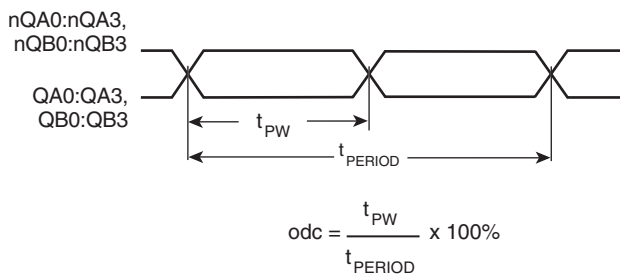 nQA0:nQA3,
nQB0:nQB3
QA0:QA3,
QB0:QB3
tPW
tPERIOD
odc = tPW / tPERIOD x 100%